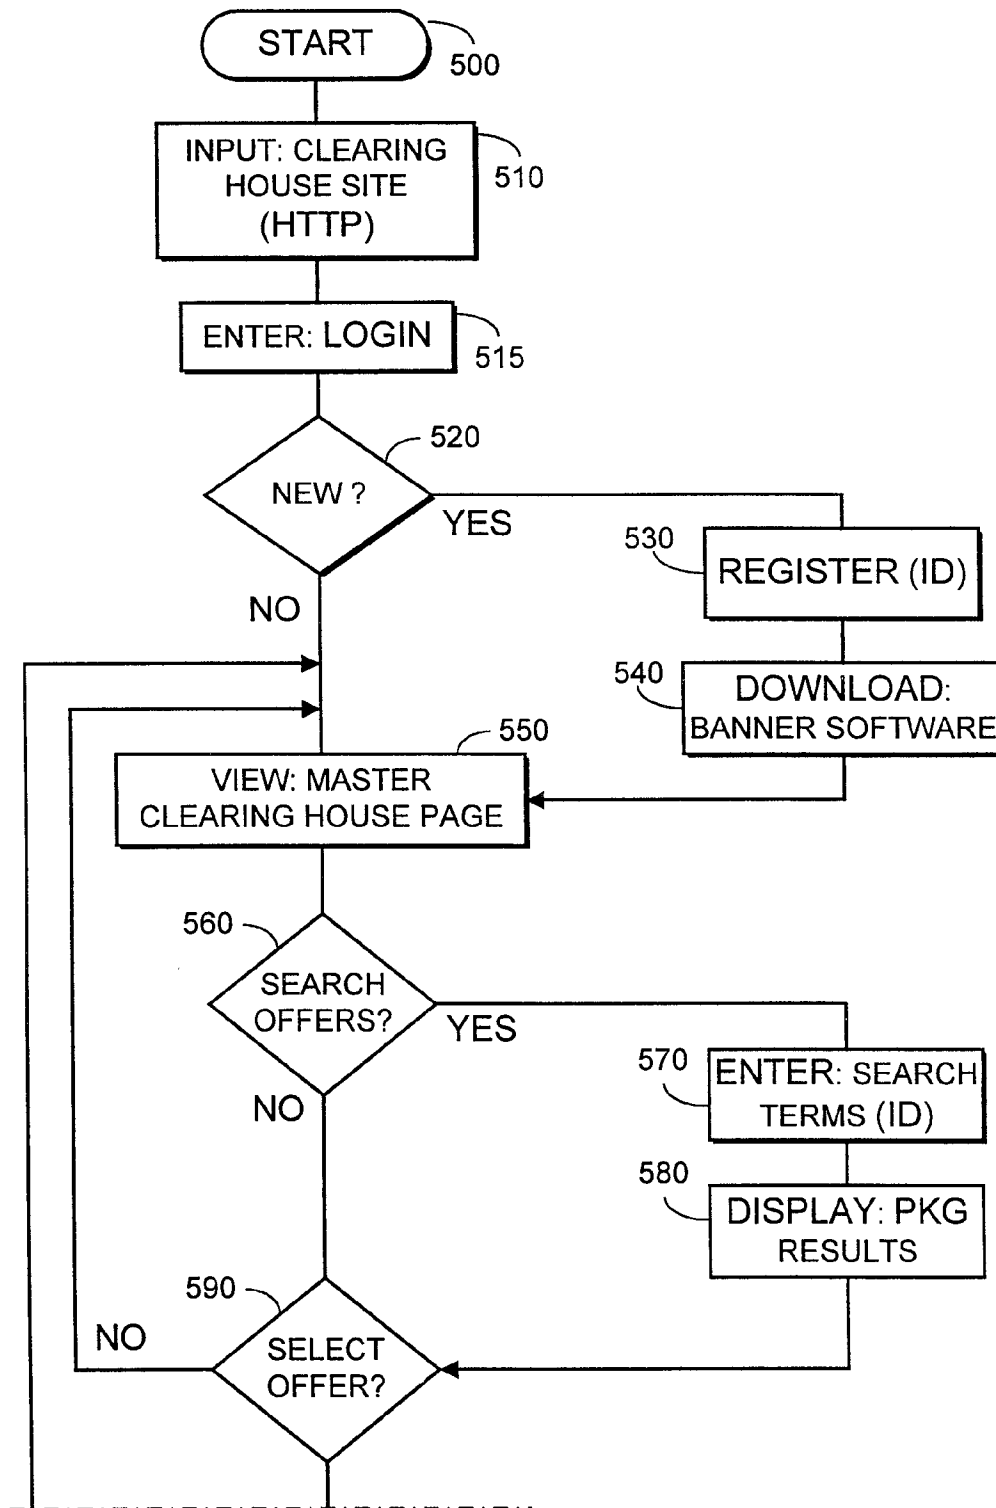 START
500
INPUT: CLEARING
HOUSE SITE
(HTTP)
510
ENTER: LOGIN
515
520
NEW ?
YES
530
REGISTER (ID)
NO
540
DOWNLOAD:
BANNER SOFTWARE
550
VIEW: MASTER
CLEARING HOUSE PAGE
560
SEARCH
OFFERS?
YES
570
ENTER: SEARCH
TERMS (ID)
NO
580
DISPLAY: PKG
RESULTS
590
SELECT
OFFER?
NO